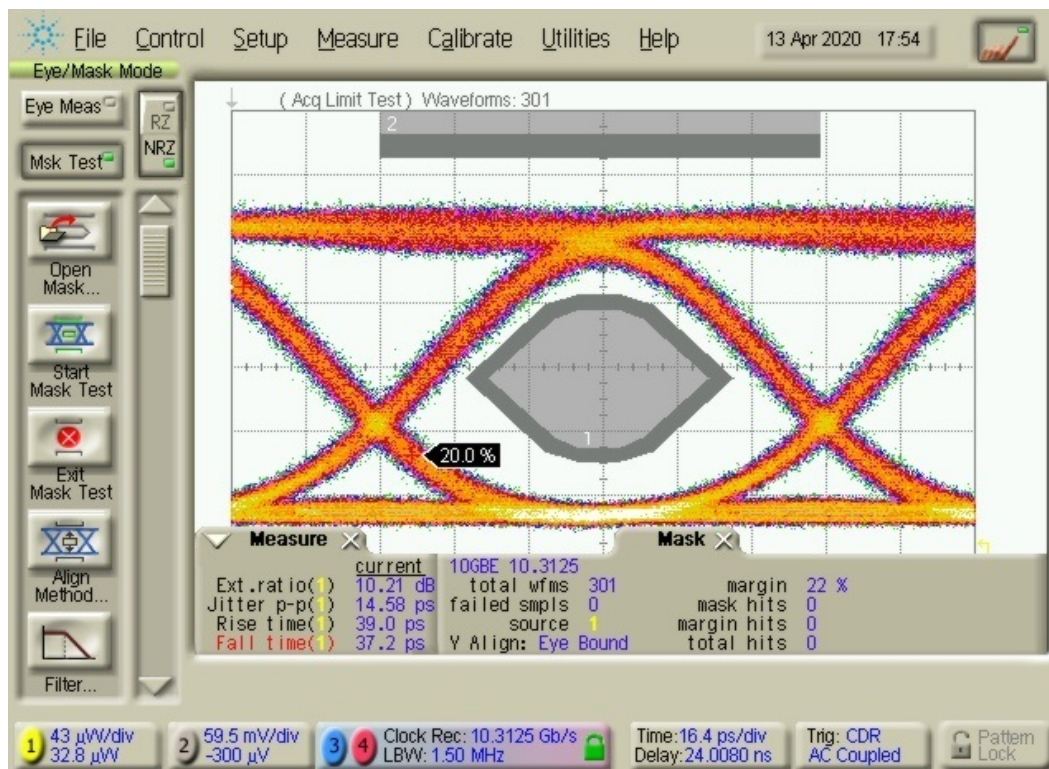 File Control Setup Measure Calibrate Utilities Help 13 Apr 2020 17:54
Eye/Mask Mode
Eye Meas
RZ
NRZ
Msk Test
Open
Mask...
Start
Mask Test
Exit
Mask Test
Align
Method...
Filter...
( Acq Limit Test ) Waveforms: 301
2
1
20.0 %
Measure
current
Ext.ratio(1) 10.21 dB
Jitter p-p(1) 14.58 ps
Rise time(1) 39.0 ps
Fall time(1) 37.2 ps
Mask
10GBE 10.3125
total wfms 301 margin 22 %
failed smpls 0 mask hits 0
source 1 margin hits 0
Y Align: Eye Bound total hits 0
1 43 µW/div
32.8 µW
2 59.5 mV/div
-300 µV
3 4 Clock Rec: 10.3125 Gb/s
LBW: 1.50 MHz
Time:16.4 ps/div
Delay:24.0080 ns
Trig: CDR
AC Coupled
Pattern
Lock